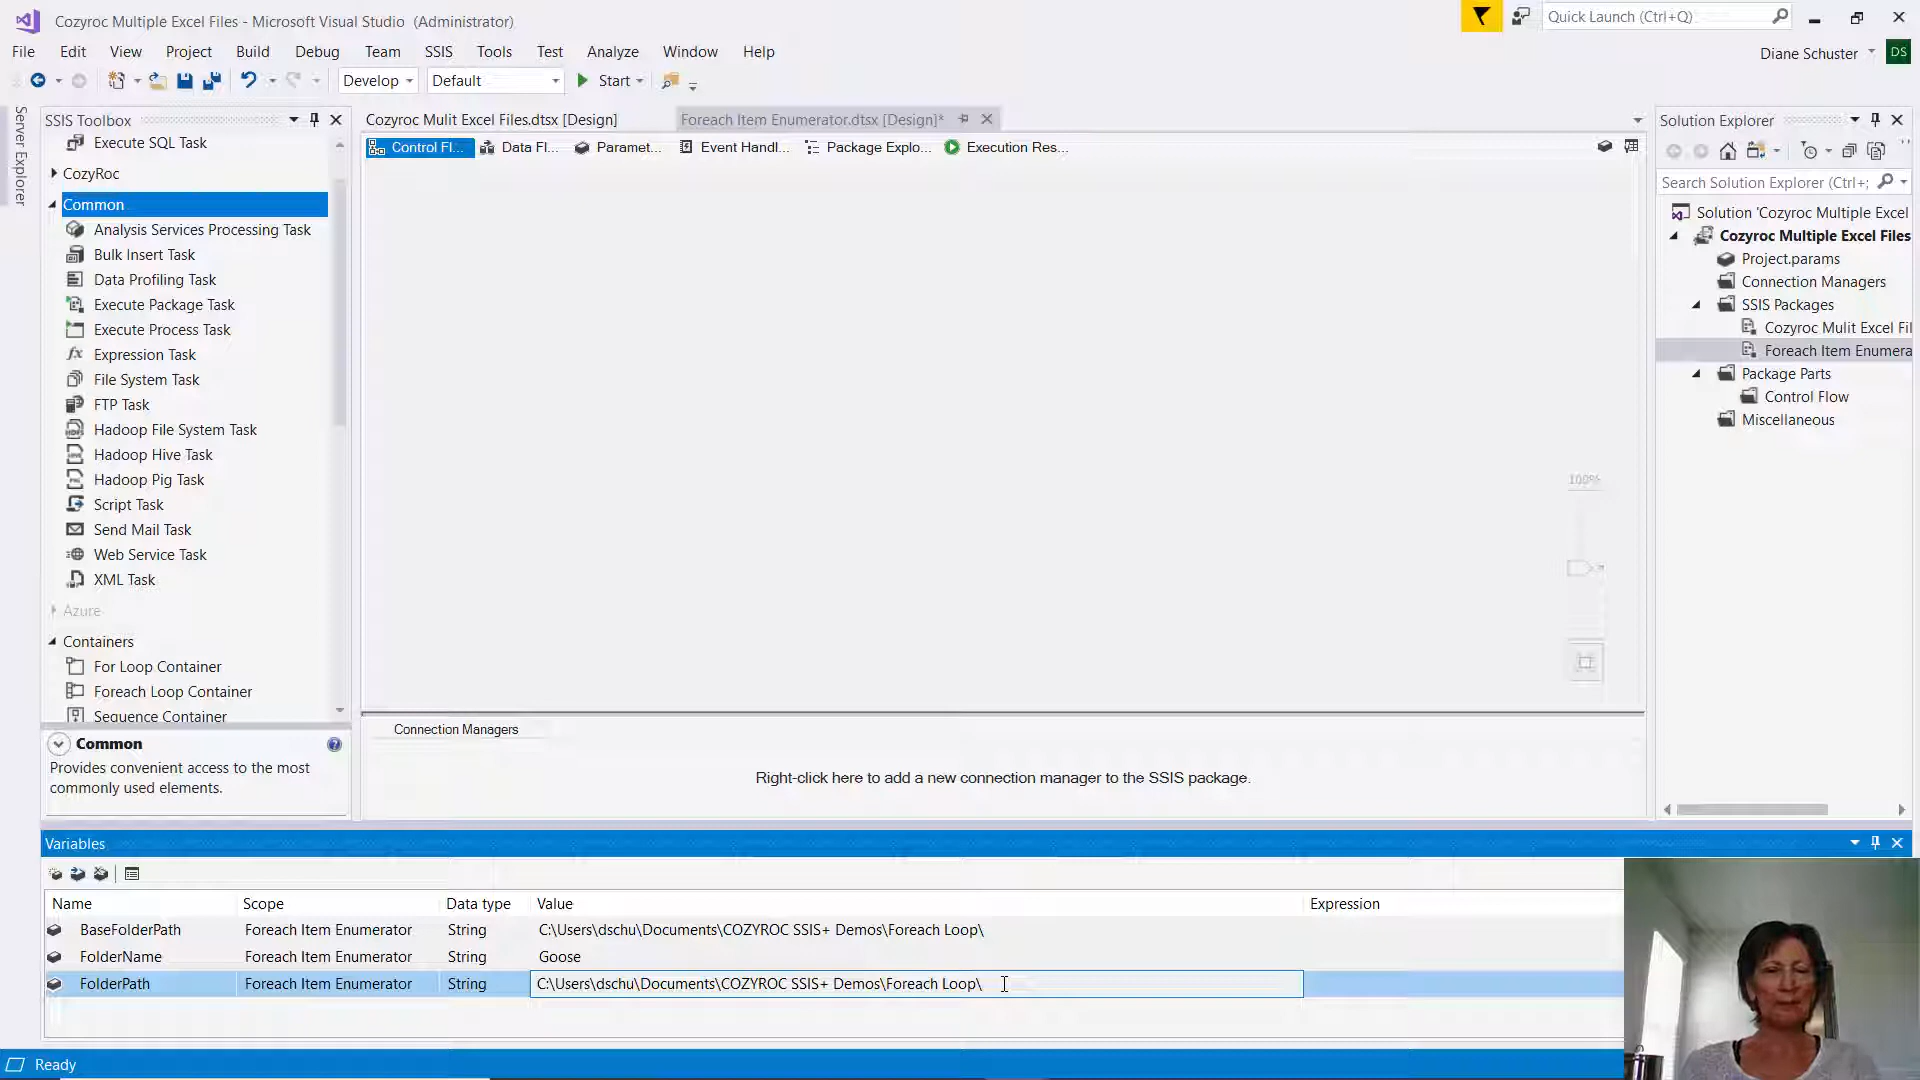 Cozyroc Multiple Excel Files - Microsoft Visual Studio (Administrator)
Quick Launch (Ctrl+Q)
File Edit View Project Build Debug Team SSIS Tools Test Analyze Window Help
Diane Schuster DS
Develop Default Start
Server Explorer
SSIS Toolbox
Execute SQL Task
CozyRoc
Common
Analysis Services Processing Task
Bulk Insert Task
Data Profiling Task
Execute Package Task
Execute Process Task
fx Expression Task
File System Task
FTP Task
Hadoop File System Task
Hadoop Hive Task
Hadoop Pig Task
Script Task
Send Mail Task
Web Service Task
XML Task
Azure
Containers
For Loop Container
Foreach Loop Container
Sequence Container
Common
Provides convenient access to the most
commonly used elements.
Cozyroc Mulit Excel Files.dtsx [Design] Foreach Item Enumerator.dtsx [Design]*
Control Fl... Data Fl... Paramet... Event Handl... Package Explo... Execution Res...
100%
Connection Managers
Right-click here to add a new connection manager to the SSIS package.
Solution Explorer
Search Solution Explorer (Ctrl+;
Solution 'Cozyroc Multiple Excel
Cozyroc Multiple Excel Files
Project.params
Connection Managers
SSIS Packages
Cozyroc Mulit Excel Fil
Foreach Item Enumera
Package Parts
Control Flow
Miscellaneous
Variables
Name Scope Data type Value Expression
BaseFolderPath Foreach Item Enumerator String C:\Users\dschu\Documents\COZYROC SSIS+ Demos\Foreach Loop\
FolderName Foreach Item Enumerator String Goose
FolderPath Foreach Item Enumerator String C:\Users\dschu\Documents\COZYROC SSIS+ Demos\Foreach Loop\
Ready